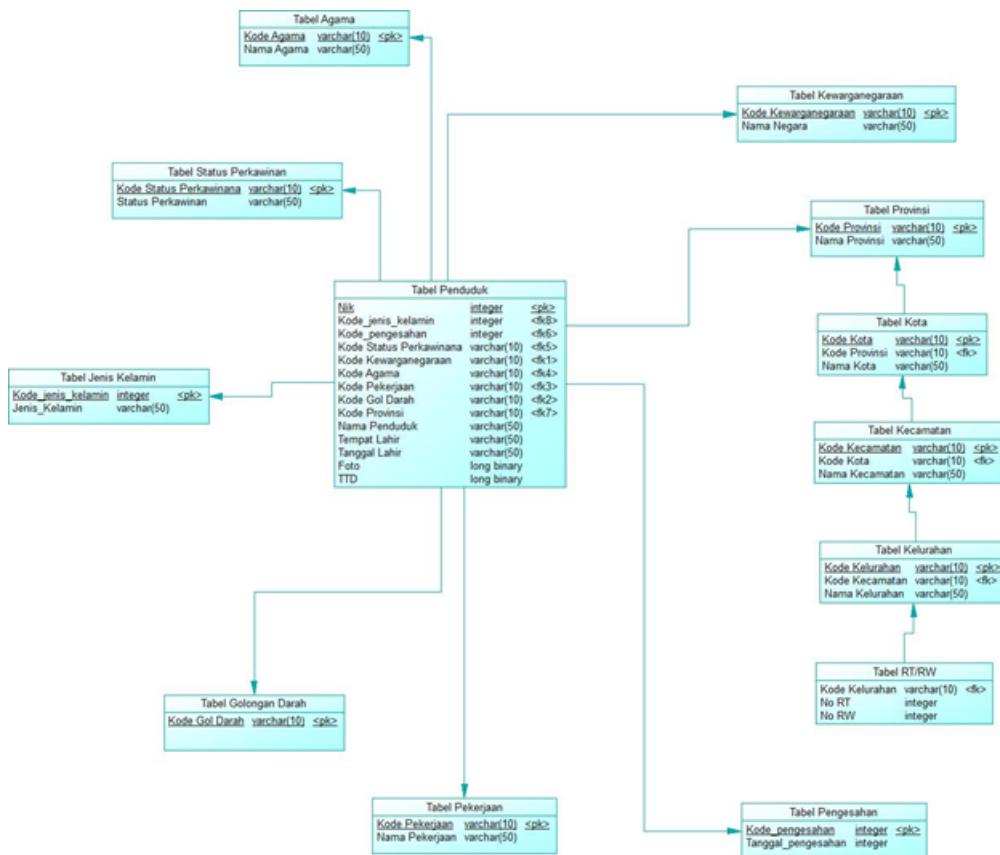 Tabel Agama
Kode Agama varchar(10) <pk>
Nama Agama varchar(50)
Tabel Kewarganegaraan
Kode Kewarganegaraan varchar(10) <pk>
Nama Negara varchar(50)
Tabel Status Perkawinan
Kode Status Perkawinana varchar(10) <pk>
Status Perkawinan varchar(50)
Tabel Provinsi
Kode Provinsi varchar(10) <pk>
Nama Provinsi varchar(50)
Tabel Penduduk
Nik integer <pk>
Kode_jenis_kelamin integer <fk8>
Kode_pengesahan integer <fk6>
Kode Status Perkawinana varchar(10) <fk5>
Kode Kewarganegaraan varchar(10) <fk1>
Kode Agama varchar(10) <fk4>
Kode Pekerjaan varchar(10) <fk3>
Kode Gol Darah varchar(10) <fk2>
Kode Provinsi varchar(10) <fk7>
Nama Penduduk varchar(50)
Tempat Lahir varchar(50)
Tanggal Lahir varchar(50)
Foto long binary
TTD long binary
Tabel Kota
Kode Kota varchar(10) <pk>
Kode Provinsi varchar(10) <fk>
Nama Kota varchar(50)
Tabel Jenis Kelamin
Kode_jenis_kelamin integer <pk>
Jenis_Kelamin varchar(50)
Tabel Kecamatan
Kode Kecamatan varchar(10) <pk>
Kode Kota varchar(10) <fk>
Nama Kecamatan varchar(50)
Tabel Kelurahan
Kode Kelurahan varchar(10) <pk>
Kode Kecamatan varchar(10) <fk>
Nama Kelurahan varchar(50)
Tabel RT/RW
Kode Kelurahan varchar(10) <fk>
No RT integer
No RW integer
Tabel Golongan Darah
Kode Gol Darah varchar(10) <pk>
Tabel Pekerjaan
Kode Pekerjaan varchar(10) <pk>
Nama Pekerjaan varchar(50)
Tabel Pengesahan
Kode_pengesahan integer <pk>
Tanggal_pengesahan integer